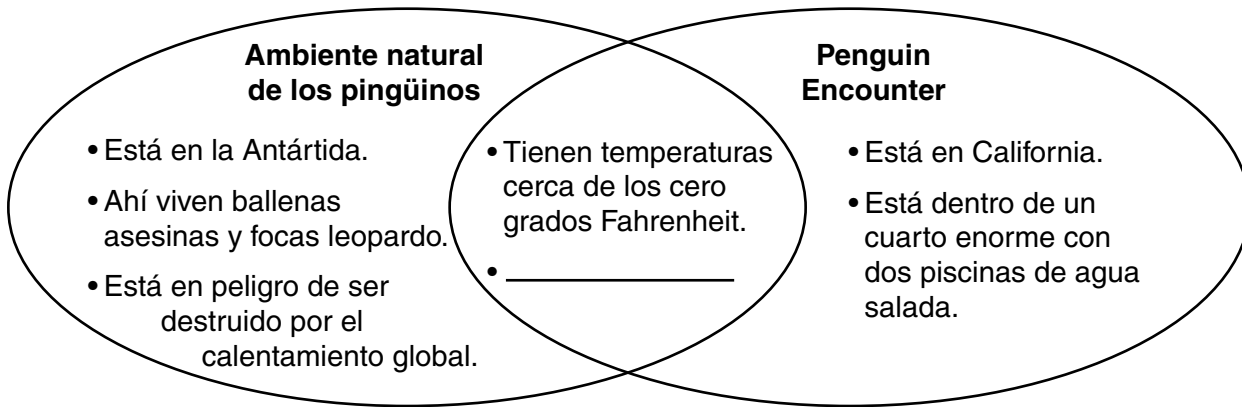 Ambiente natural
de los pingüinos
• Está en la Antártida.
• Ahí viven ballenas
asesinas y focas leopardo.
• Está en peligro de ser
destruido por el
calentamiento global.
• Tienen temperaturas
cerca de los cero
grados Fahrenheit.
• _______________
Penguin
Encounter
• Está en California.
• Está dentro de un
cuarto enorme con
dos piscinas de agua
salada.